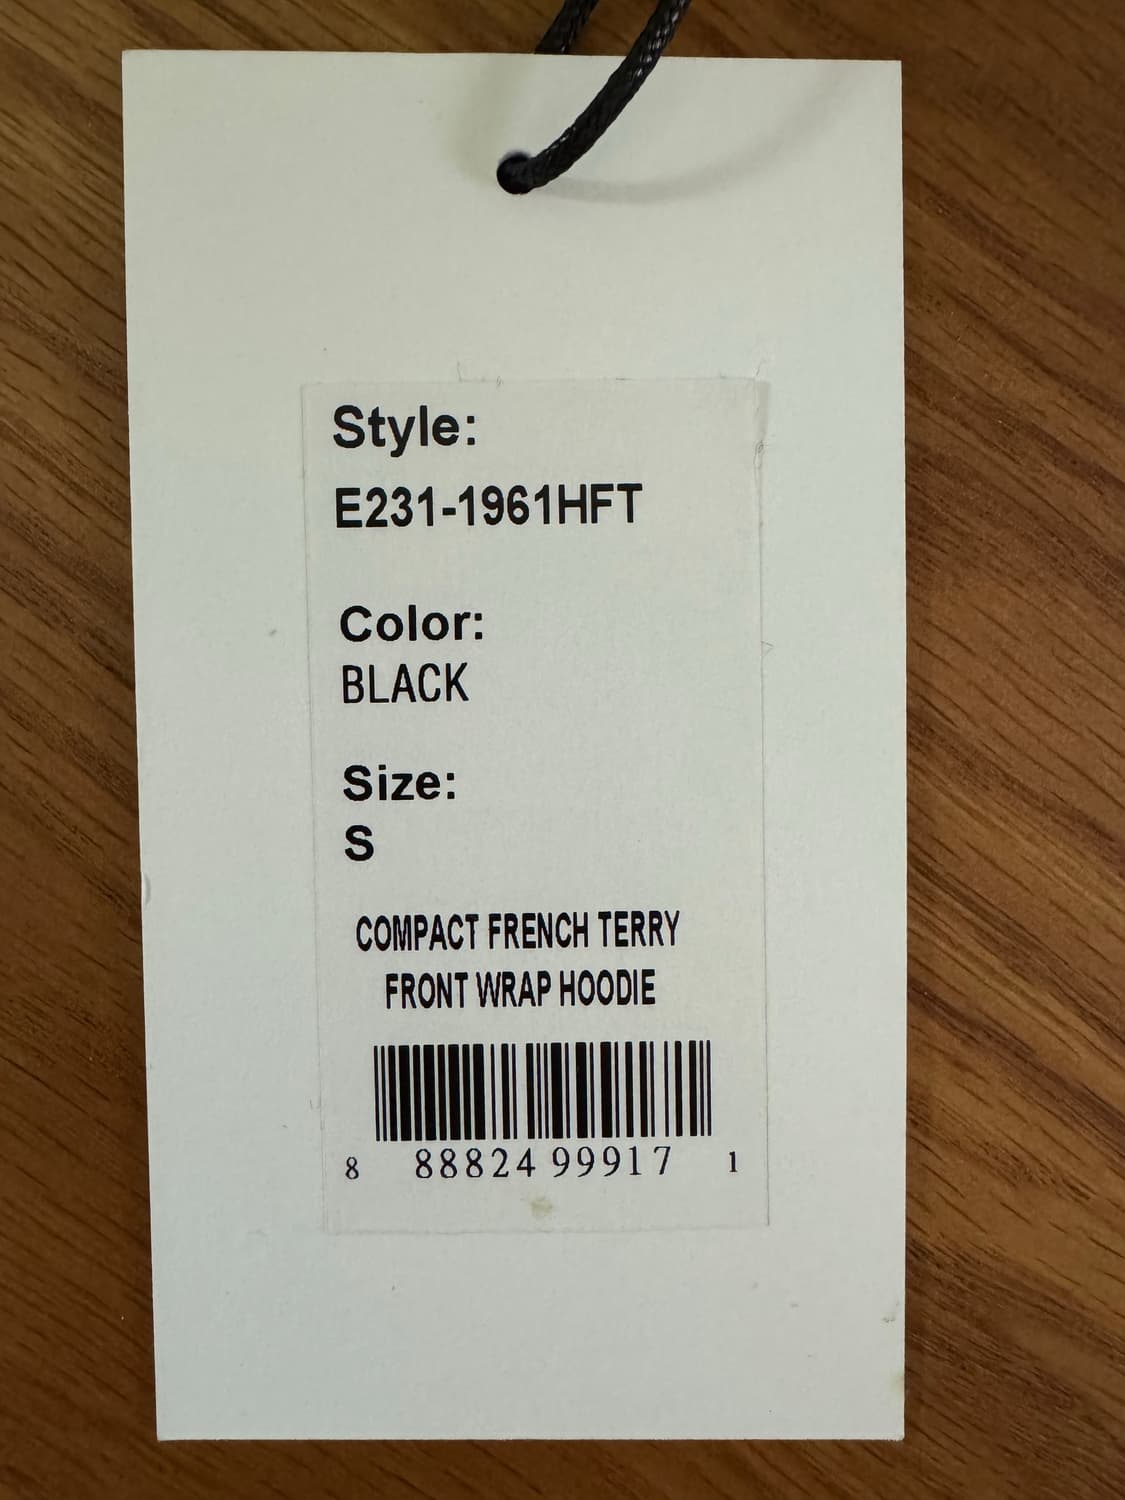 Style:
E231-1961HFT
Color:
BLACK
Size:
S
COMPACT FRENCH TERRY
FRONT WRAP HOODIE
8 88824 99917 1